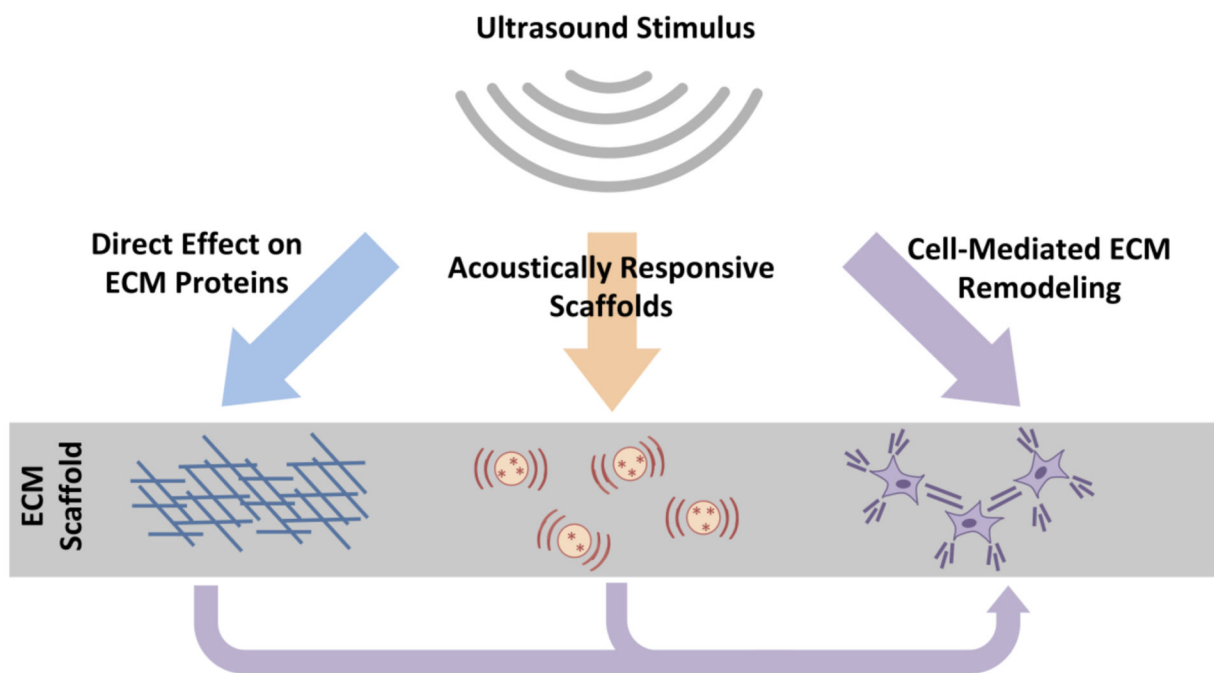 Ultrasound Stimulus
Direct Effect on
ECM Proteins
Acoustically Responsive
Scaffolds
Cell-Mediated ECM
Remodeling
ECM
Scaffold